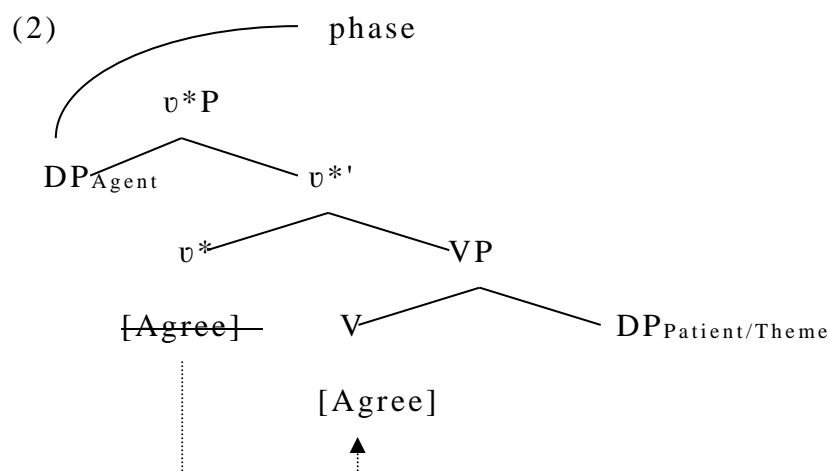 (2) phase
υ*P
DPAgent υ*'
υ* VP
[Agree] V DPPatient/Theme
[Agree]